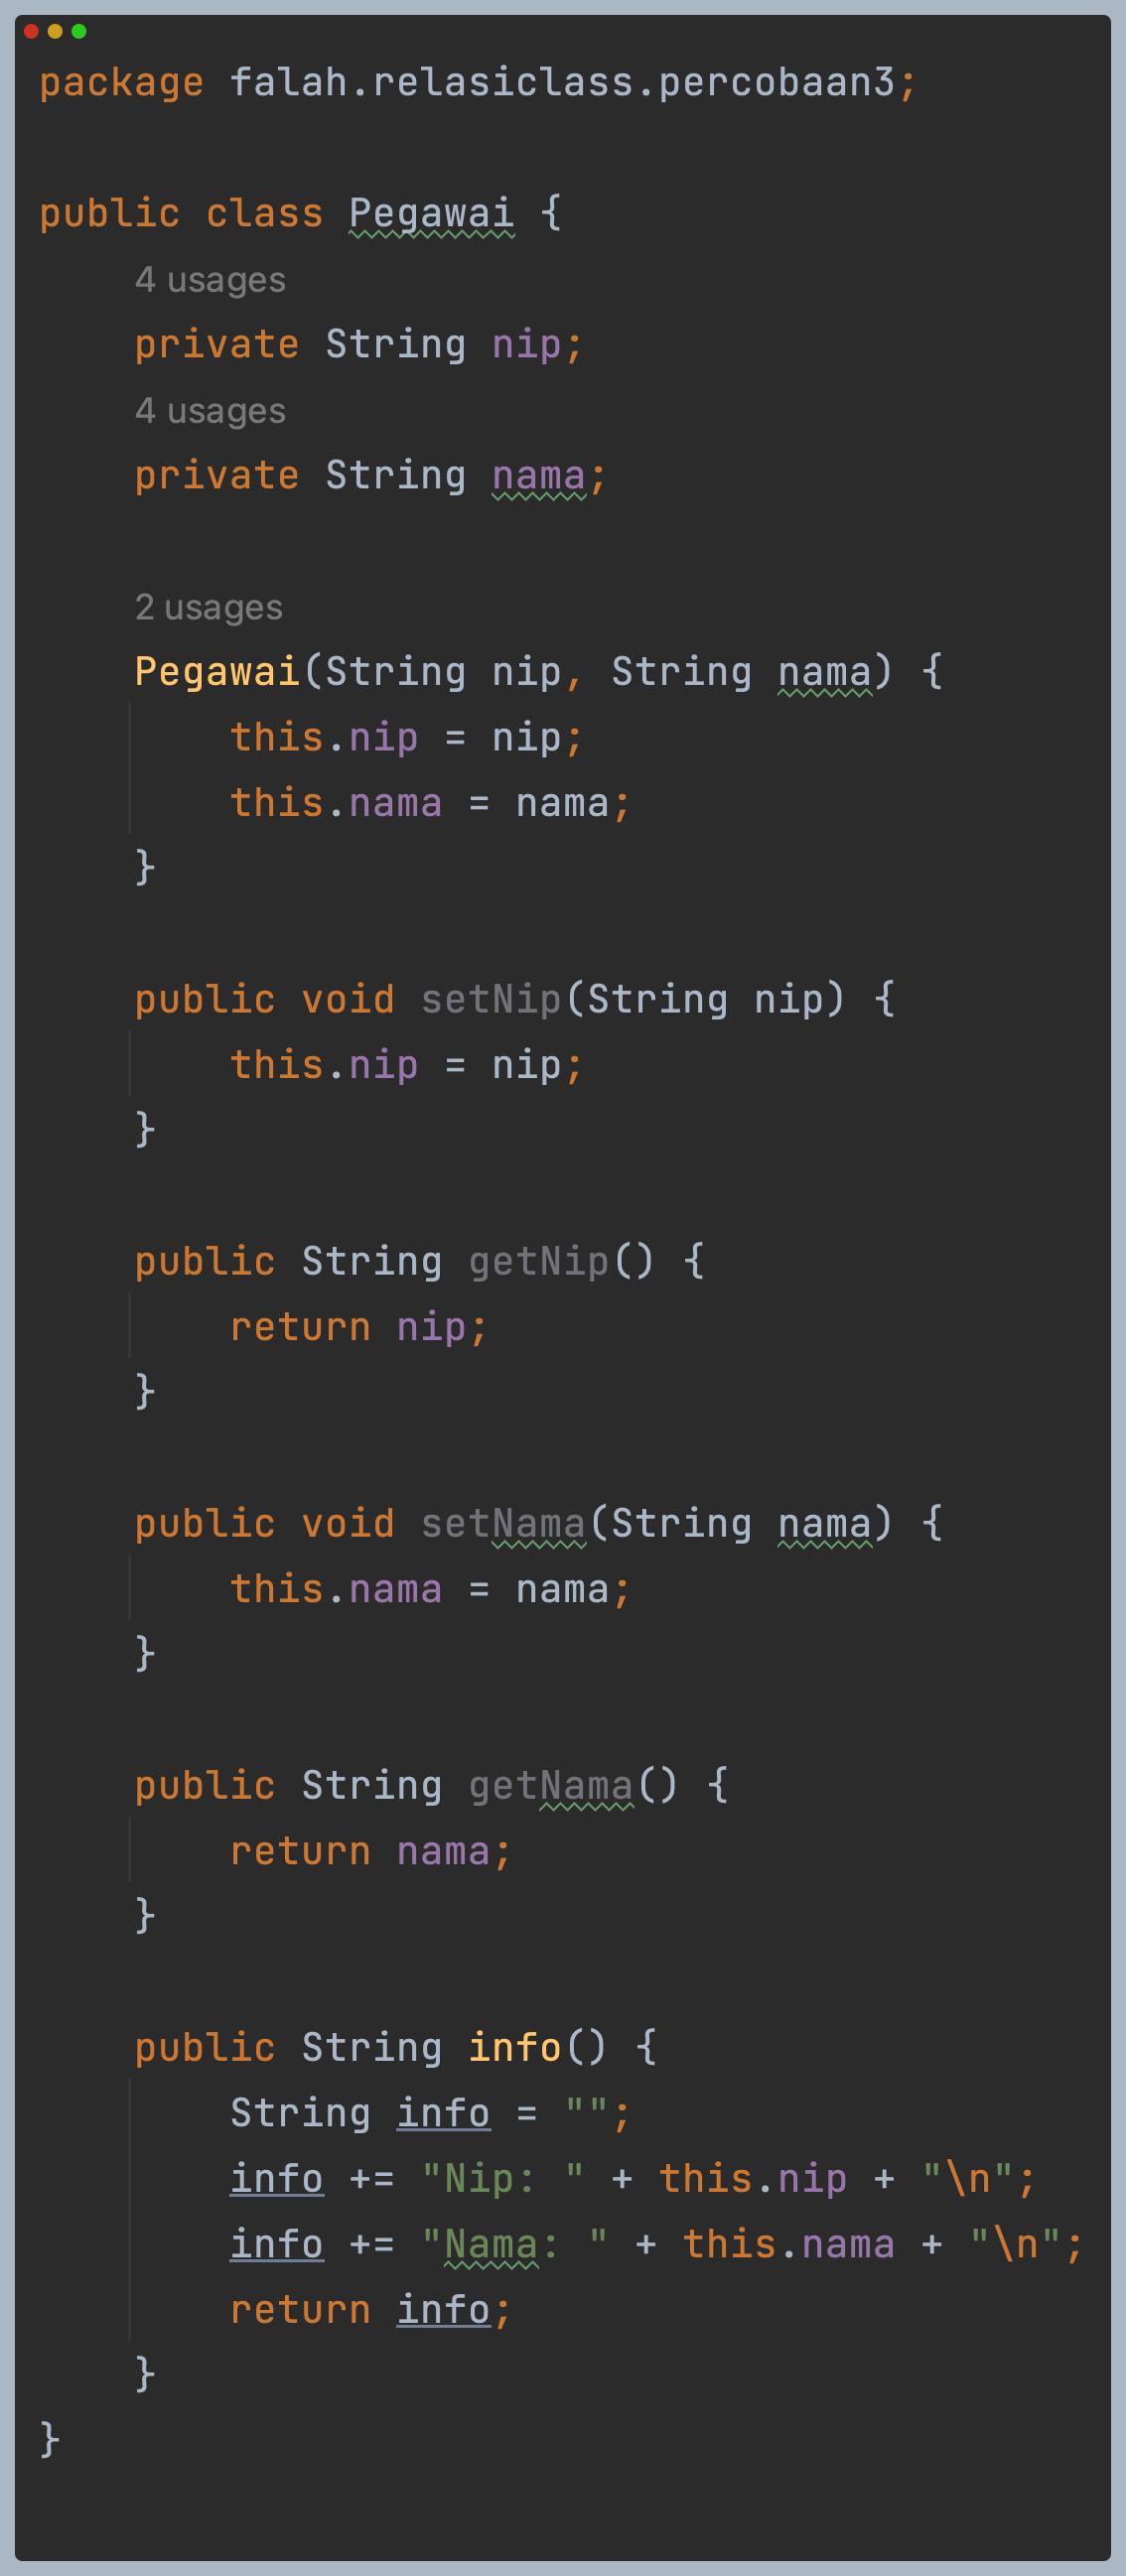 package falah.relasiclass.percobaan3;
public class Pegawai {
4 usages
private String nip;
4 usages
private String nama;
2 usages
Pegawai(String nip, String nama) {
this.nip = nip;
this.nama = nama;
}
public void setNip(String nip) {
this.nip = nip;
}
public String getNip() {
return nip;
}
public void setNama(String nama) {
this.nama = nama;
}
public String getNama() {
return nama;
}
public String info() {
String info = "";
info += "Nip: " + this.nip + "\n";
info += "Nama: " + this.nama + "\n";
return info;
}
}